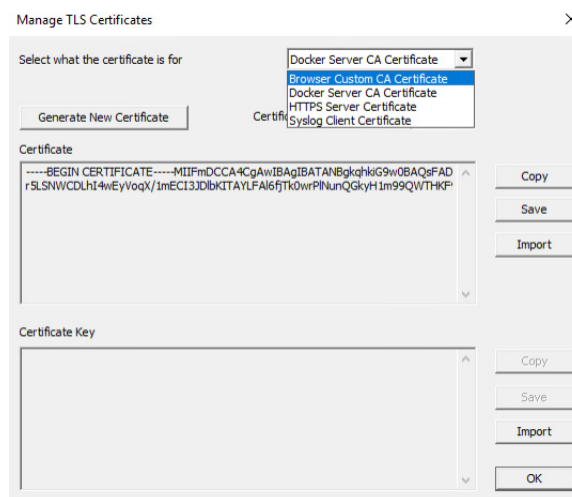 Manage TLS Certificates
Select what the certificate is for
Docker Server CA Certificate
Browser Custom CA Certificate
Docker Server CA Certificate
HTTPS Server Certificate
Syslog Client Certificate
Generate New Certificate
Certificate
-----BEGIN CERTIFICATE-----MIIFmDCCA4CgAwIBAgIBATANBgkqhkiG9w0BAQsFAD
r5LSNWCDLhI4wEyVoqX/1mECI3JDlbKITAYLFAl6fjTk0wrPlNunQGkyH1m99QWTHKF
Copy
Save
Import
Certificate Key
Copy
Save
Import
OK